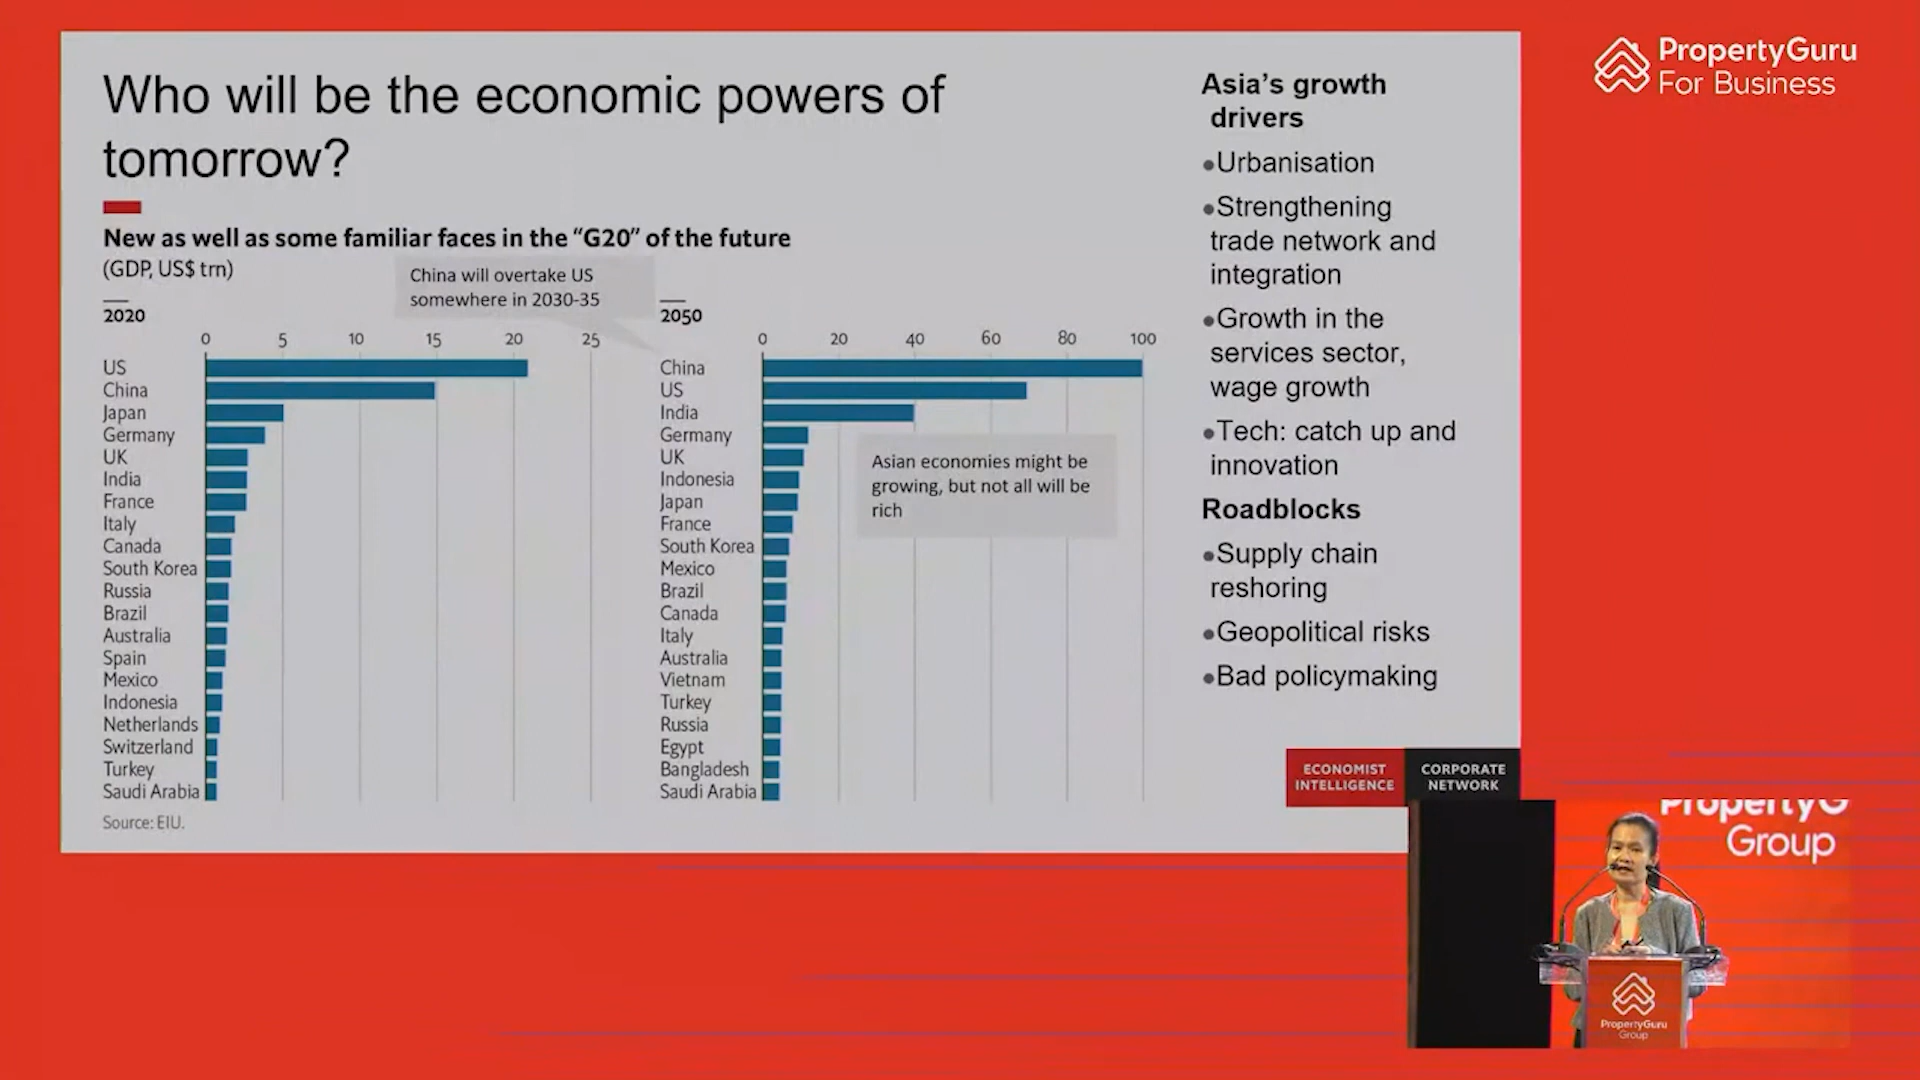 PropertyGuru
For Business
Who will be the economic powers of
tomorrow?
New as well as some familiar faces in the “G20” of the future
(GDP, US$ trn)
China will overtake US
somewhere in 2030-35
2020
0 5 10 15 20 25
US
China
Japan
Germany
UK
India
France
Italy
Canada
South Korea
Russia
Brazil
Australia
Spain
Mexico
Indonesia
Netherlands
Switzerland
Turkey
Saudi Arabia
Source: EIU.
2050
0 20 40 60 80 100
China
US
India
Germany
UK
Indonesia
Japan
France
South Korea
Mexico
Brazil
Canada
Italy
Australia
Vietnam
Turkey
Russia
Egypt
Bangladesh
Saudi Arabia
Asian economies might be
growing, but not all will be
rich
Asia’s growth
drivers
•Urbanisation
•Strengthening
trade network and
integration
•Growth in the
services sector,
wage growth
•Tech: catch up and
innovation
Roadblocks
•Supply chain
reshoring
•Geopolitical risks
•Bad policymaking
ECONOMIST
INTELLIGENCE
CORPORATE
NETWORK
PropertyG
Group
PropertyGuru
Group